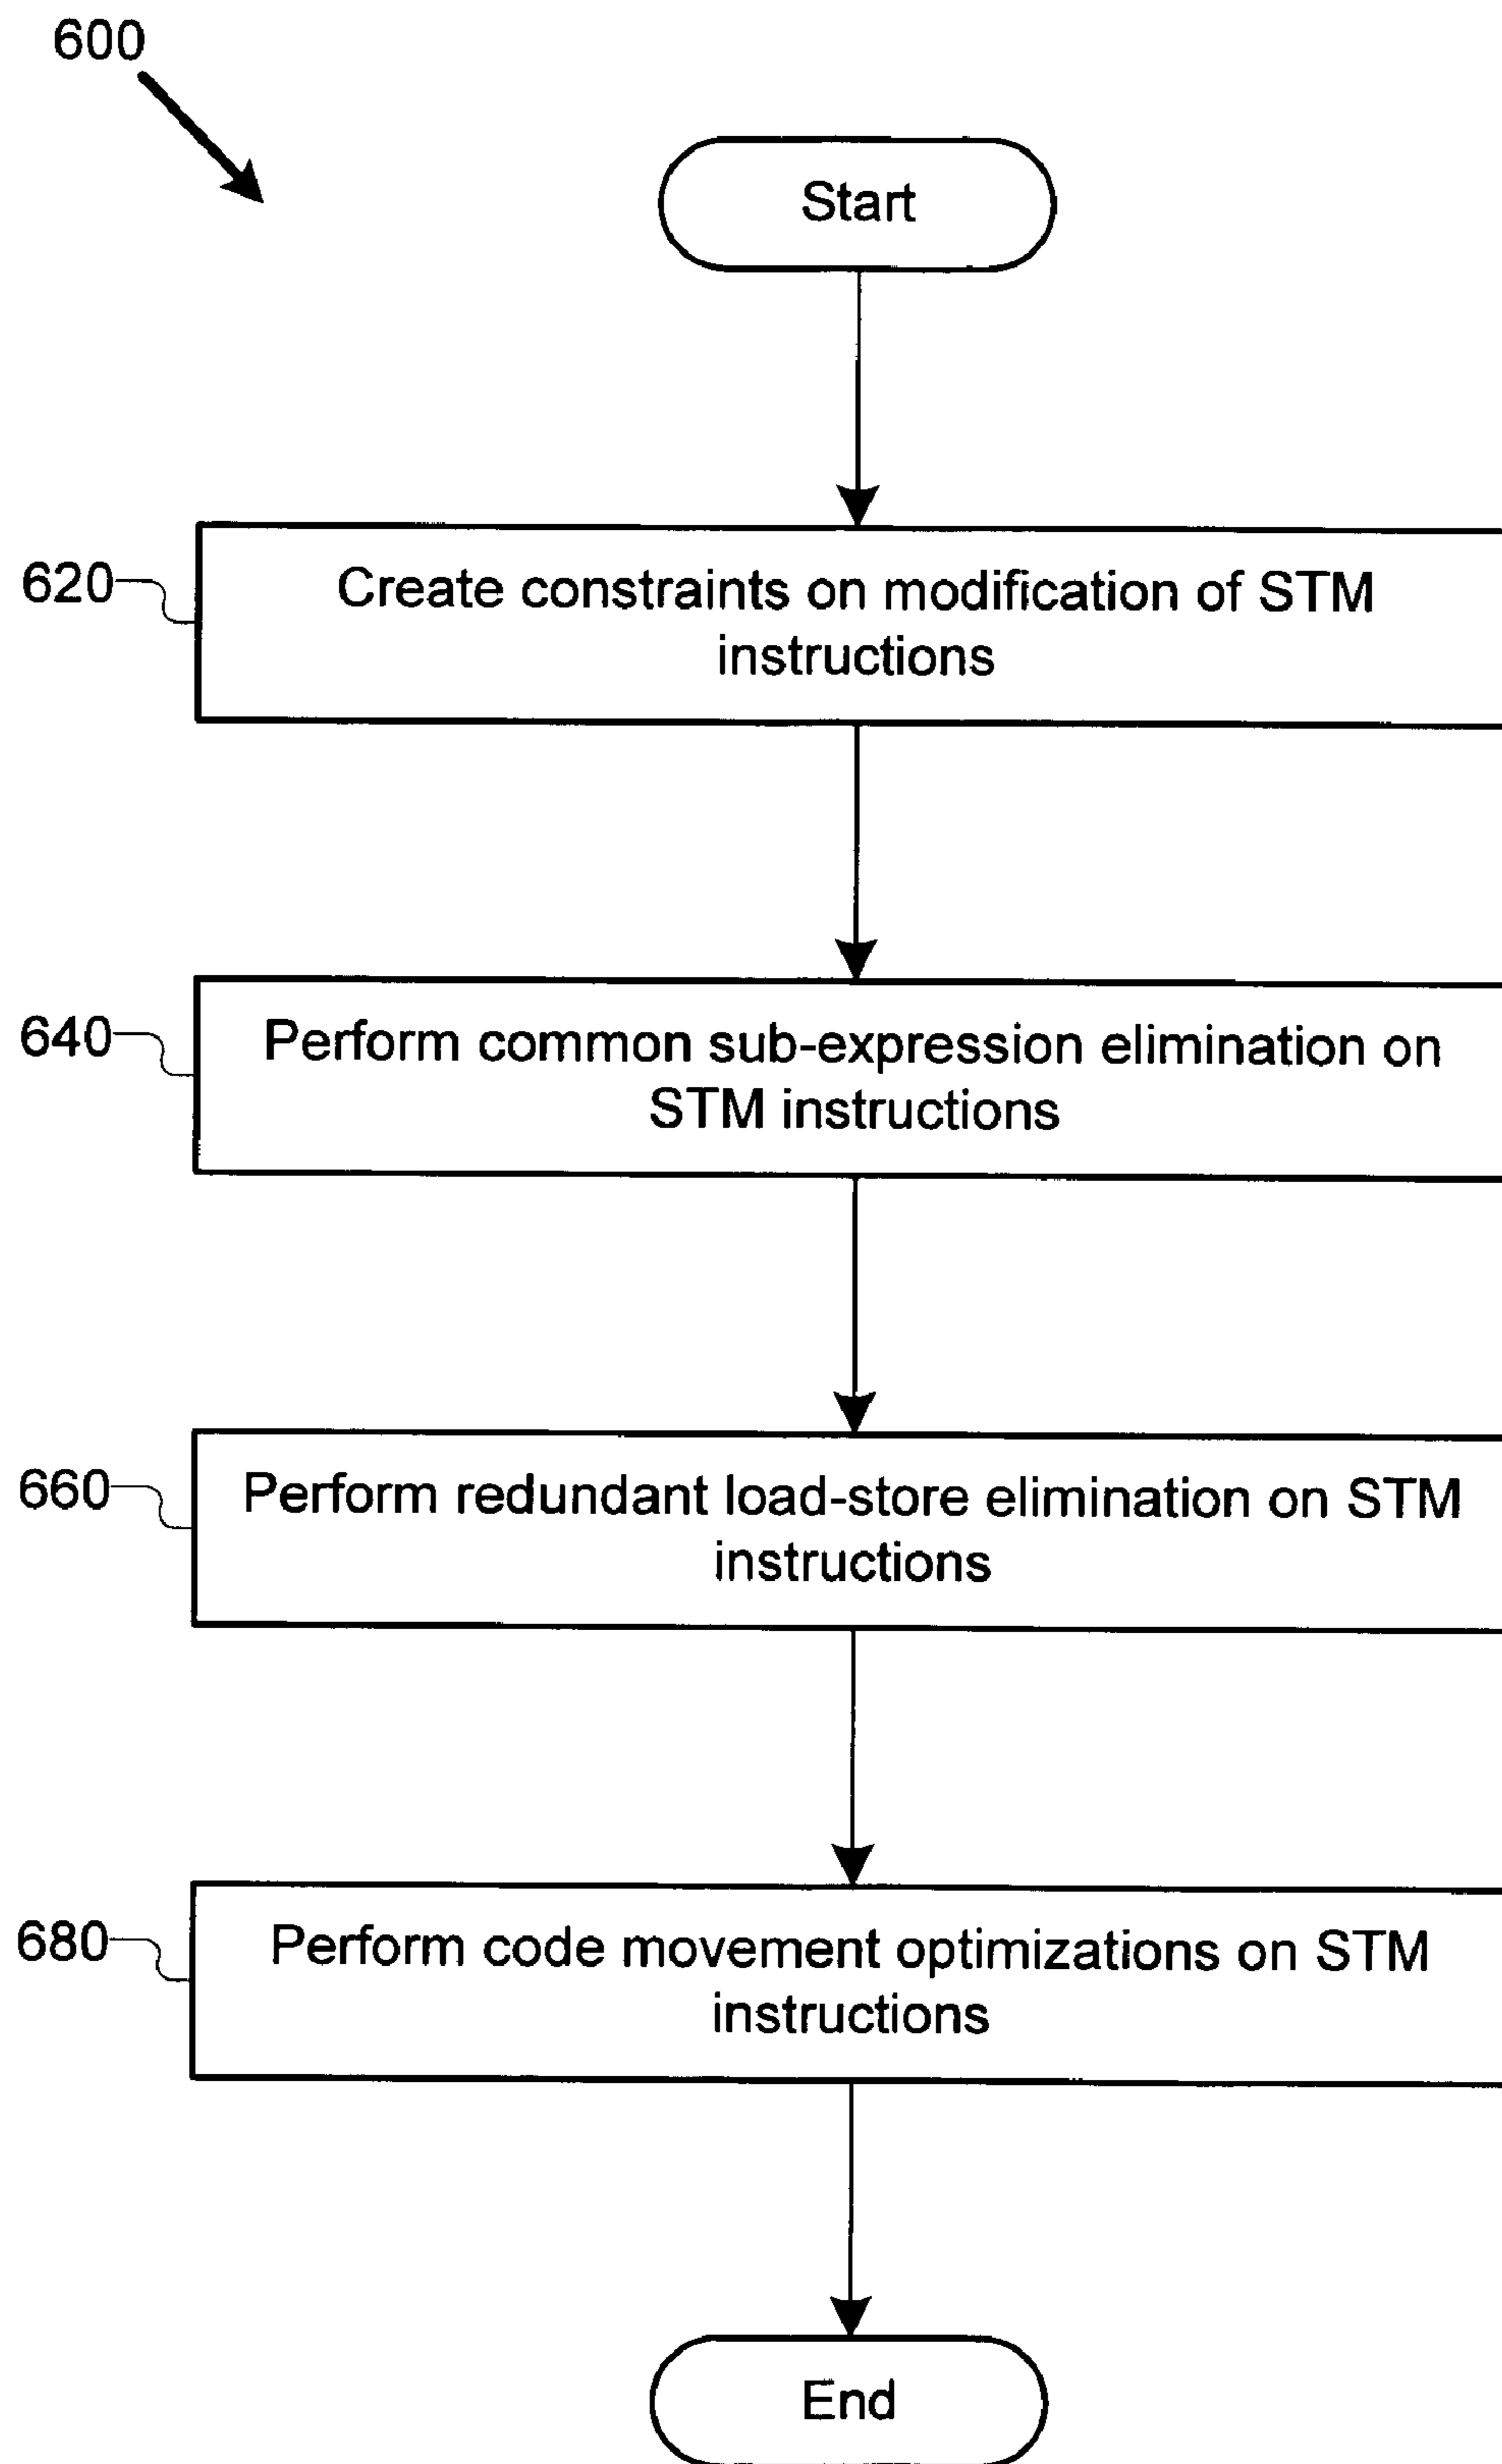 600
Start
620
Create constraints on modification of STM
instructions
640
Perform common sub-expression elimination on
STM instructions
660
Perform redundant load-store elimination on STM
instructions
680
Perform code movement optimizations on STM
instructions
End